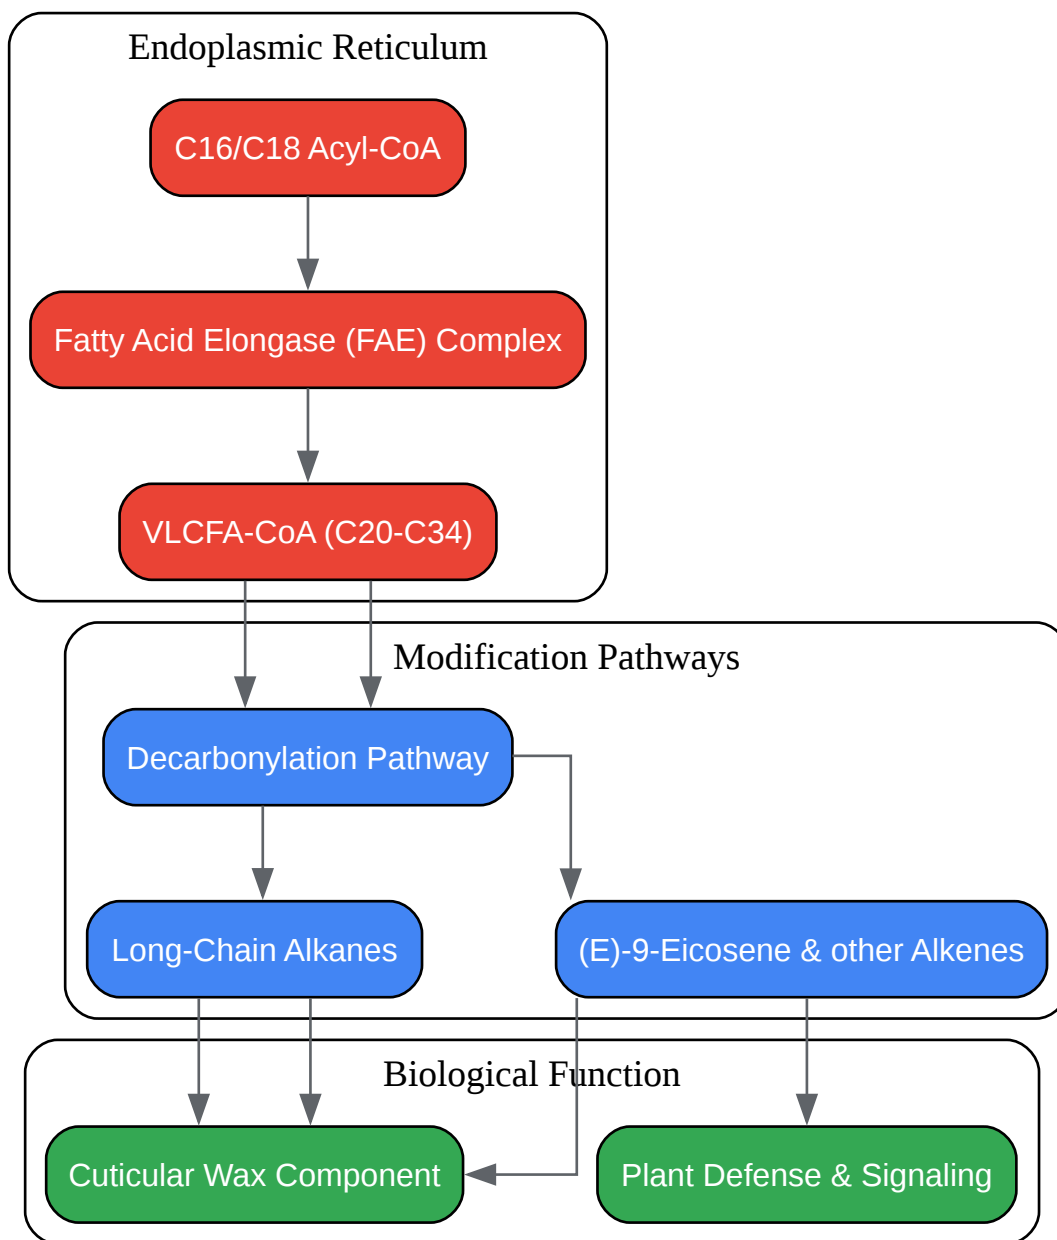 Endoplasmic Reticulum
C16/C18 Acyl-CoA
Fatty Acid Elongase (FAE) Complex
VLCFA-CoA (C20-C34)
Modification Pathways
Decarbonylation Pathway
Long-Chain Alkanes
(E)-9-Eicosene & other Alkenes
Biological Function
Cuticular Wax Component
Plant Defense & Signaling